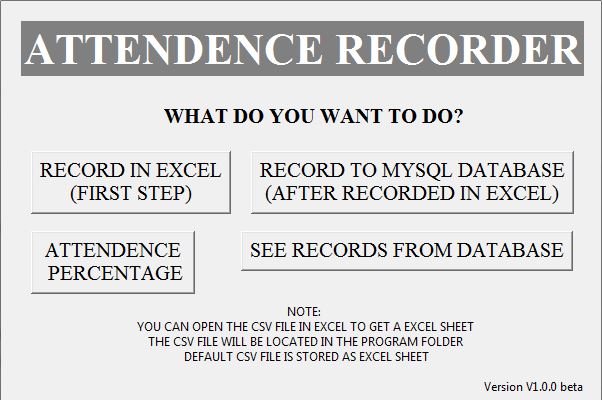 ATTENDENCE RECORDER
WHAT DO YOU WANT TO DO?
RECORD IN EXCEL
(FIRST STEP)
RECORD TO MYSQL DATABASE
(AFTER RECORDED IN EXCEL)
ATTENDENCE
PERCENTAGE
SEE RECORDS FROM DATABASE
NOTE:
YOU CAN OPEN THE CSV FILE IN EXCEL TO GET A EXCEL SHEET
THE CSV FILE WILL BE LOCATED IN THE PROGRAM FOLDER
DEFAULT CSV FILE IS STORED AS EXCEL SHEET
Version V1.0.0 beta